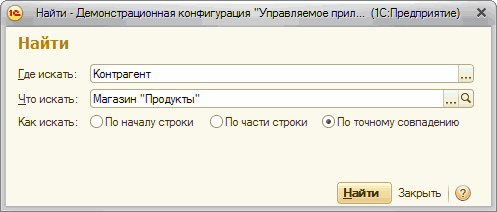 1С Найти - Демонстрационная конфигурация "Управляемое прил... (1С:Предприятие)
Найти
Где искать: Контрагент ...
Что искать: Магазин "Продукты" ...
Как искать: По началу строки По части строки По точному совпадению
Найти Закрыть ?